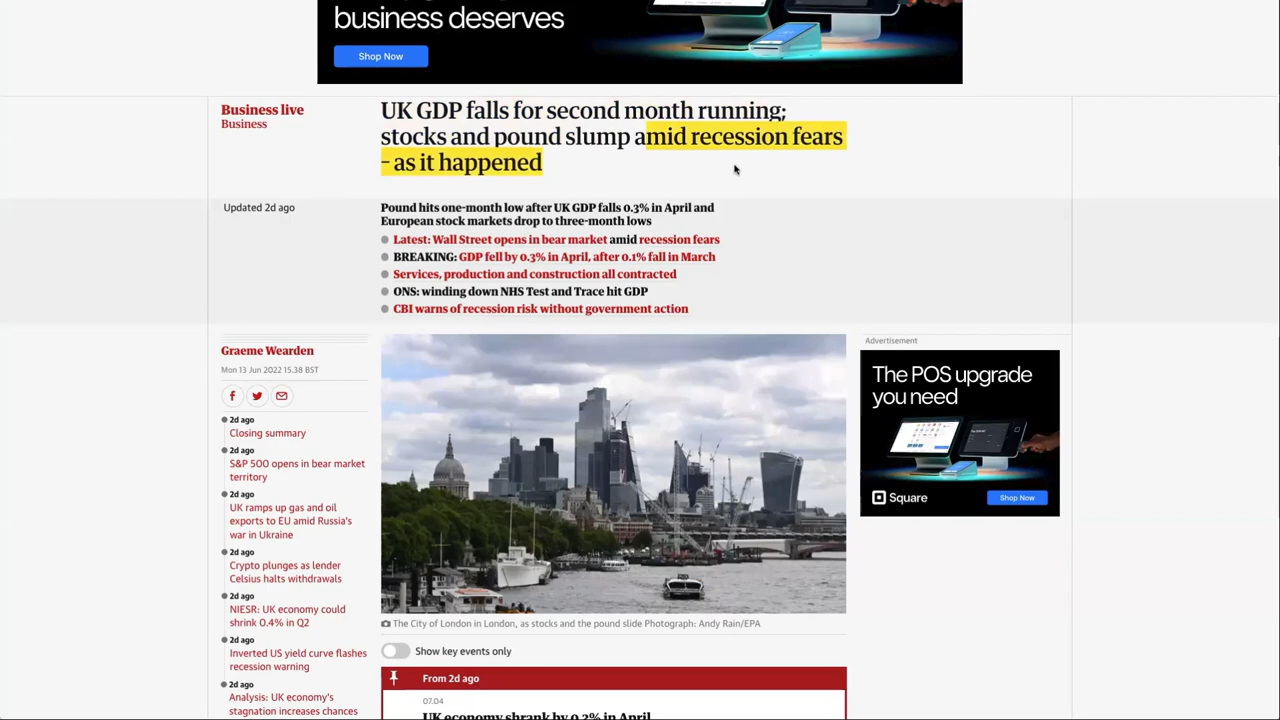 business deserves
Shop Now
Business live
Business
UK GDP falls for second month running;
stocks and pound slump amid recession fears
– as it happened
Updated 2d ago
Pound hits one-month low after UK GDP falls 0.3% in April and
European stock markets drop to three-month lows
Latest: Wall Street opens in bear market amid recession fears
BREAKING: GDP fell by 0.3% in April, after 0.1% fall in March
Services, production and construction all contracted
ONS: winding down NHS Test and Trace hit GDP
CBI warns of recession risk without government action
Graeme Wearden
Mon 13 Jun 2022 15.38 BST
2d ago
Closing summary
2d ago
S&P 500 opens in bear market
territory
2d ago
UK ramps up gas and oil
exports to EU amid Russia's
war in Ukraine
2d ago
Crypto plunges as lender
Celsius halts withdrawals
2d ago
NIESR: UK economy could
shrink 0.4% in Q2
2d ago
Inverted US yield curve flashes
recession warning
2d ago
Analysis: UK economy's
stagnation increases chances
The City of London in London, as stocks and the pound slide Photograph: Andy Rain/EPA
Show key events only
From 2d ago
07.04
UK economy shrank by 0.3% in April
Advertisement
The POS upgrade
you need
Square
Shop Now